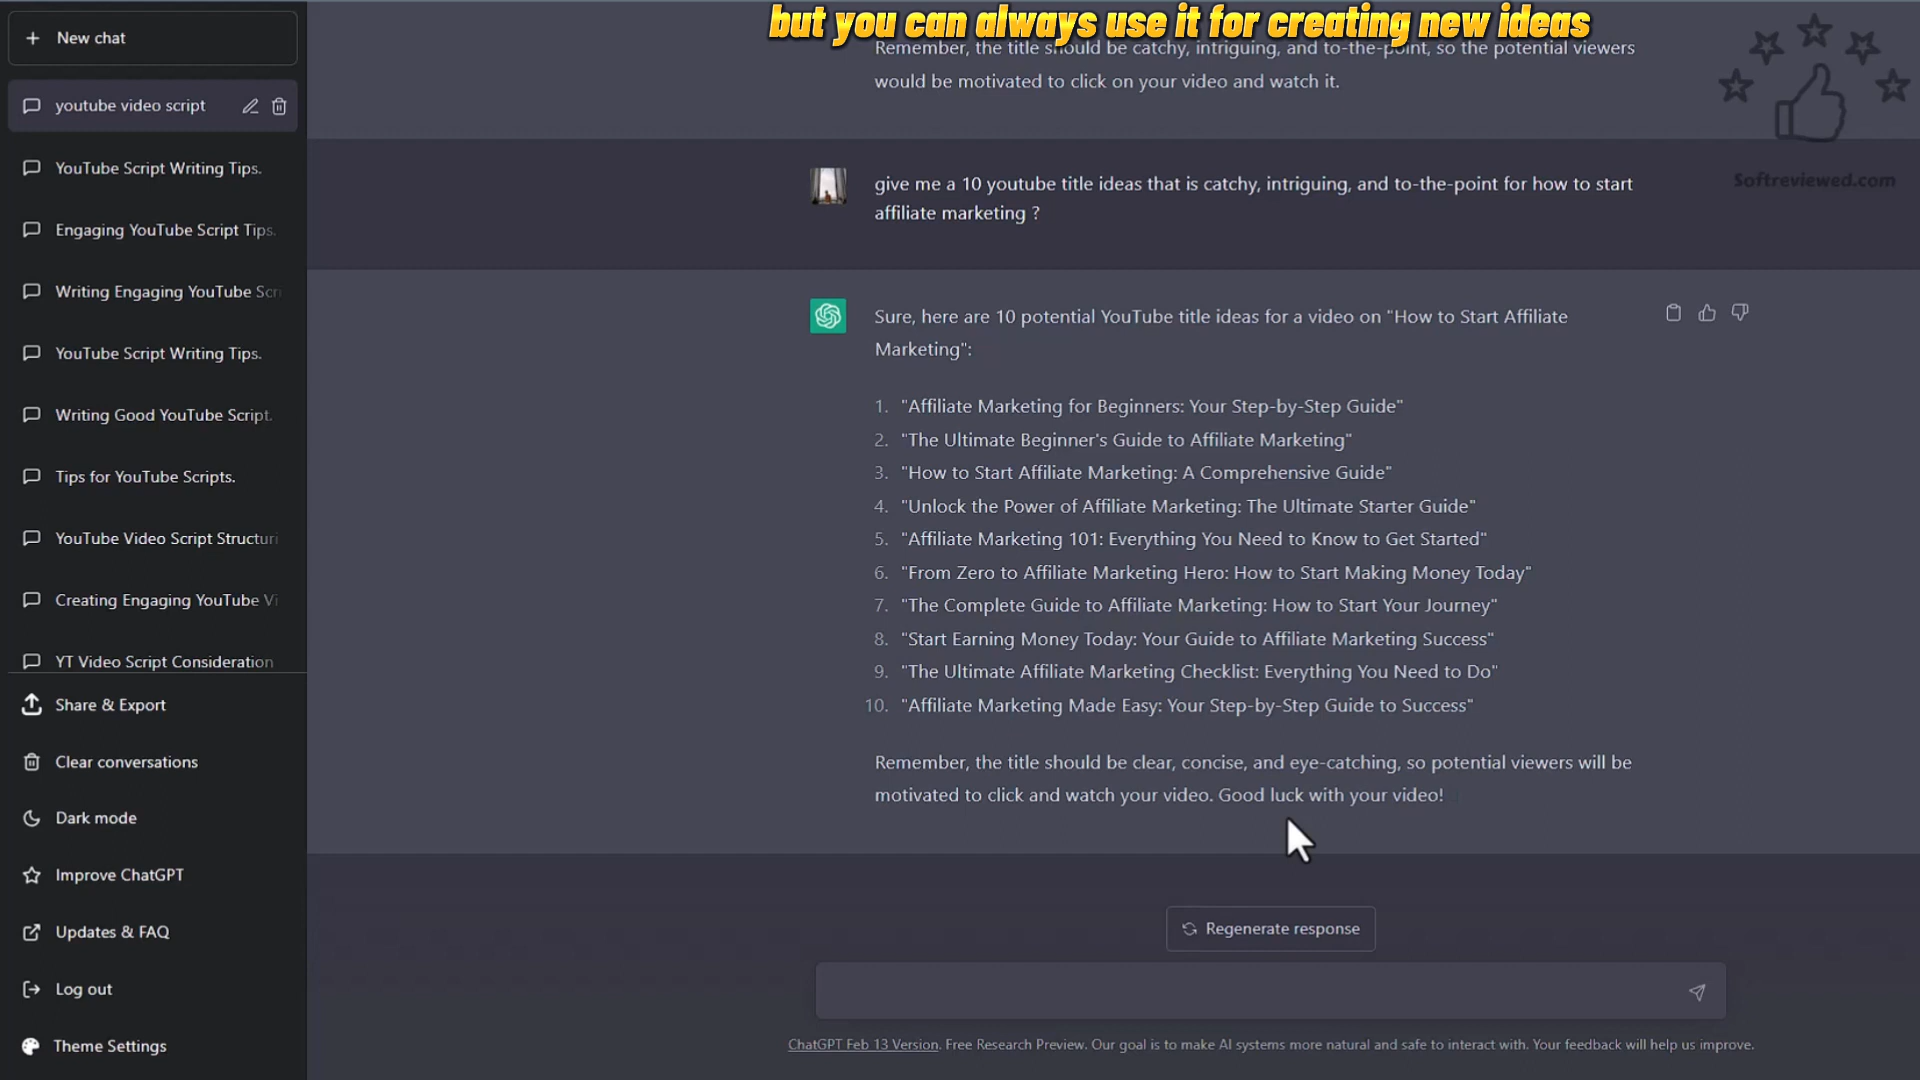 but you can always use it for creating new ideas
New chat
youtube video script
YouTube Script Writing Tips.
Engaging YouTube Script Tips.
Writing Engaging YouTube Scr
YouTube Script Writing Tips.
Writing Good YouTube Script.
Tips for YouTube Scripts.
YouTube Video Script Structuri
Creating Engaging YouTube Vi
YT Video Script Consideration
Share & Export
Clear conversations
Dark mode
Improve ChatGPT
Updates & FAQ
Log out
Theme Settings
Remember, the title should be catchy, intriguing, and to-the-point, so the potential viewers
would be motivated to click on your video and watch it.
Softreviewed.com
give me a 10 youtube title ideas that is catchy, intriguing, and to-the-point for how to start
affiliate marketing ?
Sure, here are 10 potential YouTube title ideas for a video on "How to Start Affiliate
Marketing":
1. "Affiliate Marketing for Beginners: Your Step-by-Step Guide"
2. "The Ultimate Beginner's Guide to Affiliate Marketing"
3. "How to Start Affiliate Marketing: A Comprehensive Guide"
4. "Unlock the Power of Affiliate Marketing: The Ultimate Starter Guide"
5. "Affiliate Marketing 101: Everything You Need to Know to Get Started"
6. "From Zero to Affiliate Marketing Hero: How to Start Making Money Today"
7. "The Complete Guide to Affiliate Marketing: How to Start Your Journey"
8. "Start Earning Money Today: Your Guide to Affiliate Marketing Success"
9. "The Ultimate Affiliate Marketing Checklist: Everything You Need to Do"
10. "Affiliate Marketing Made Easy: Your Step-by-Step Guide to Success"
Remember, the title should be clear, concise, and eye-catching, so potential viewers will be
motivated to click and watch your video. Good luck with your video!
Regenerate response
ChatGPT Feb 13 Version. Free Research Preview. Our goal is to make AI systems more natural and safe to interact with. Your feedback will help us improve.